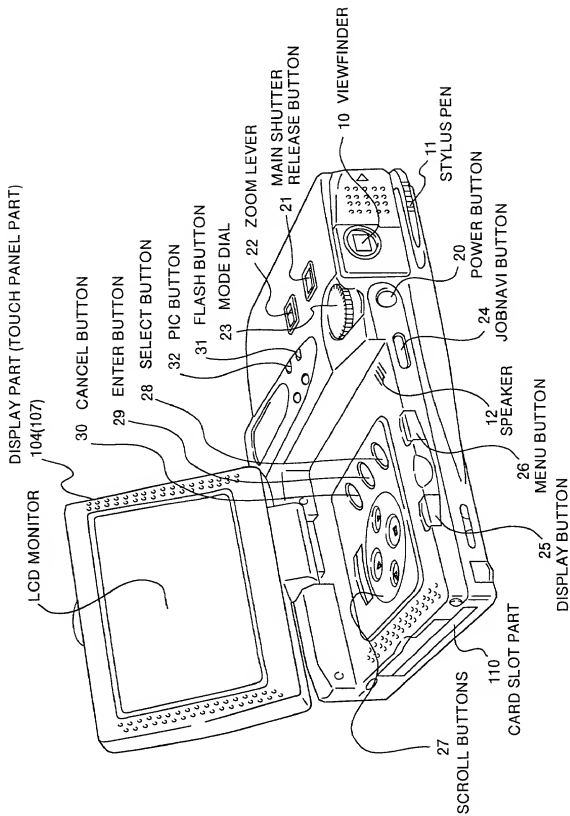 DISPLAY PART (TOUCH PANEL PART)
104(107)
LCD MONITOR
30 CANCEL BUTTON
29 ENTER BUTTON
28 SELECT BUTTON
32 PIC BUTTON
31 FLASH BUTTON
23 MODE DIAL
22 ZOOM LEVER
21 MAIN SHUTTER
RELEASE BUTTON
10 VIEWFINDER
11
STYLUS PEN
20
POWER BUTTON
24
JOBNAVI BUTTON
12
SPEAKER
26
MENU BUTTON
25
DISPLAY BUTTON
110
CARD SLOT PART
27
SCROLL BUTTONS